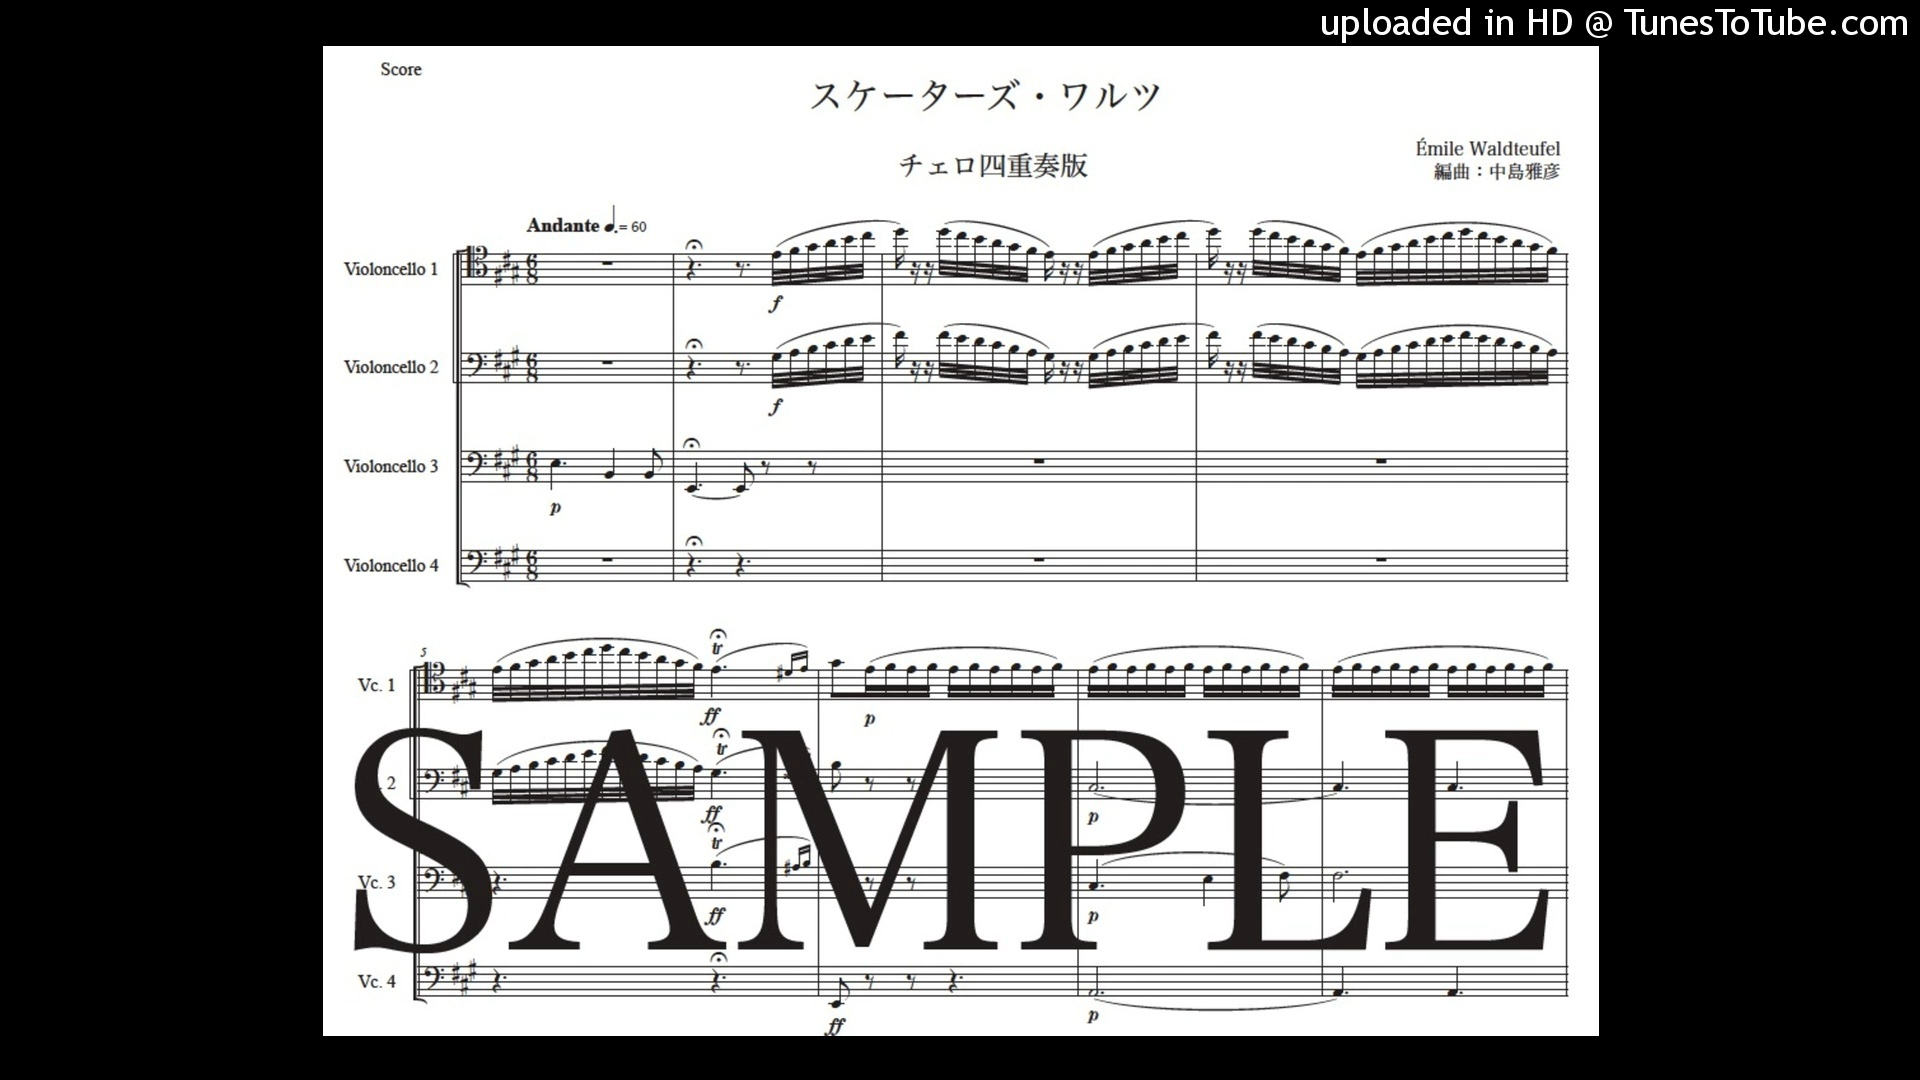 uploaded in HD @ TunesToTube.com
Score
スケーターズ・ワルツ
チェロ四重奏版
Émile Waldteufel
編曲：中島雅彦
Andante ♩.= 60
Violoncello 1
f
Violoncello 2
f
Violoncello 3
p
Violoncello 4
5
tr
Vc. 1
ff
p
tr
2
ff
p
tr
Vc. 3
ff
p
SAMPLE
Vc. 4
ff
p